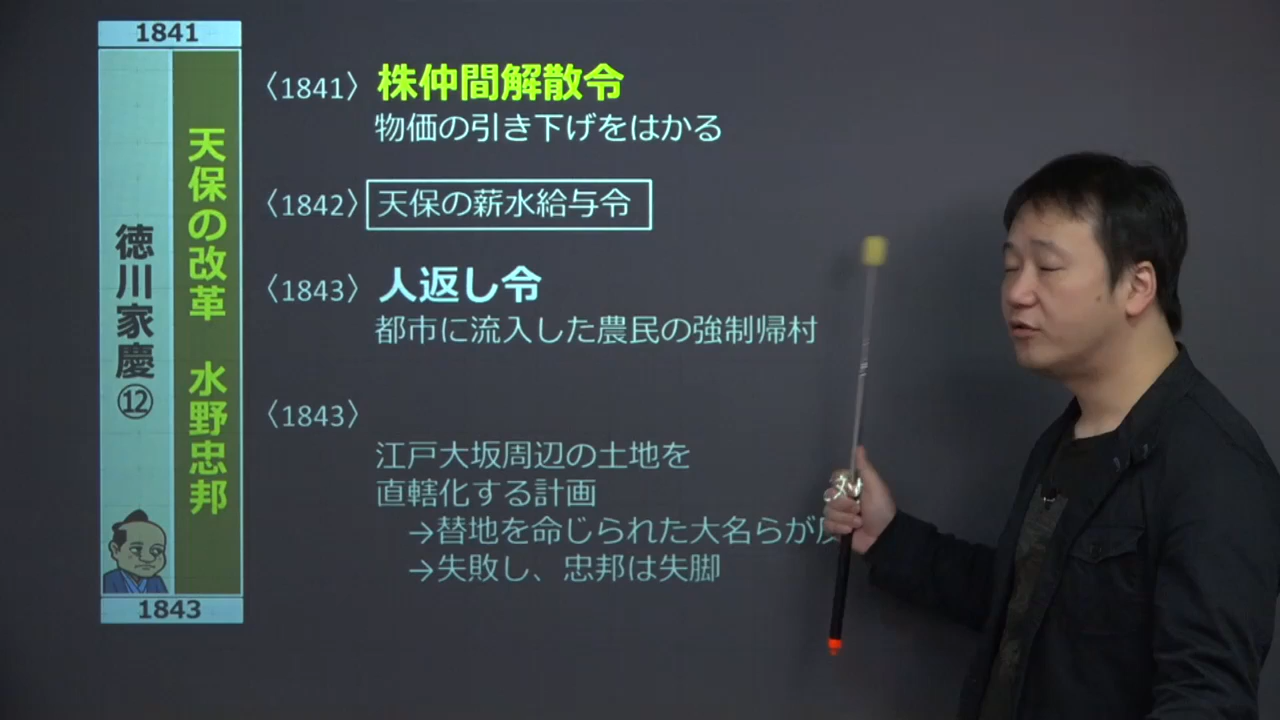 1841
天保の改革 水野忠邦
徳川家慶⑫
1843
〈1841〉 株仲間解散令
物価の引き下げをはかる
〈1842〉 天保の薪水給与令
〈1843〉 人返し令
都市に流入した農民の強制帰村
〈1843〉
江戸大坂周辺の土地を
直轄化する計画
→替地を命じられた大名らが反対
→失敗し、忠邦は失脚